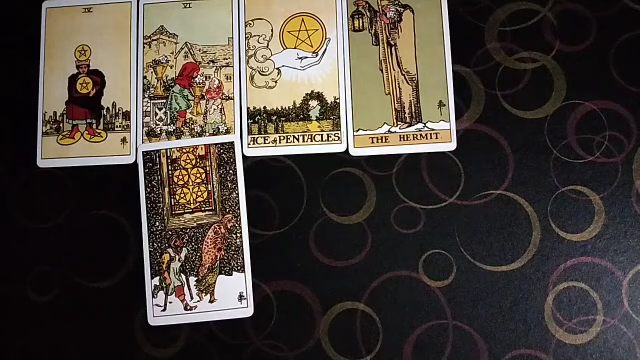 IV
VI
ACE of PENTACLES
THE HERMIT.